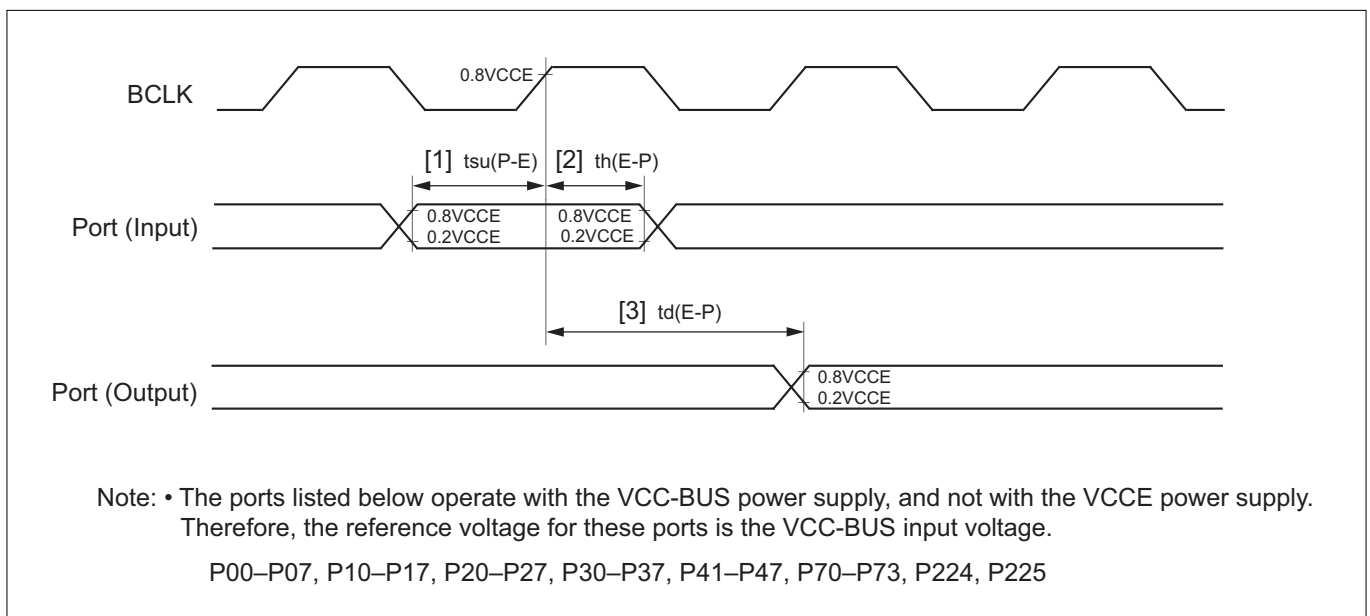 0.8VCCE
BCLK
[1] tsu(P-E) [2] th(E-P)
0.8VCCE 0.8VCCE
Port (Input)
0.2VCCE 0.2VCCE
[3] td(E-P)
0.8VCCE
Port (Output)
0.2VCCE
Note: • The ports listed below operate with the VCC-BUS power supply, and not with the VCCE power supply.
Therefore, the reference voltage for these ports is the VCC-BUS input voltage.
P00–P07, P10–P17, P20–P27, P30–P37, P41–P47, P70–P73, P224, P225